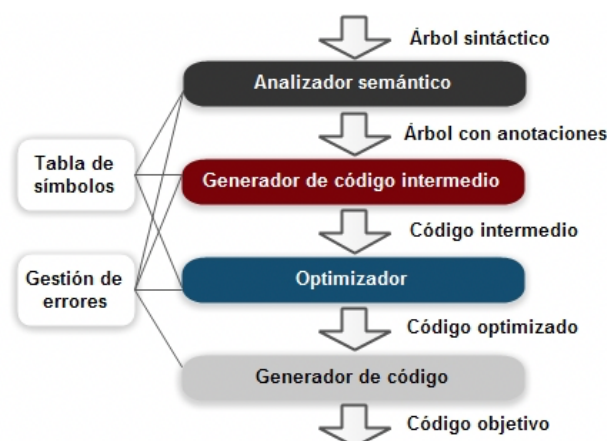 Árbol sintáctico
Analizador semántico
Árbol con anotaciones
Tabla de
símbolos
Generador de código intermedio
Código intermedio
Gestión de
errores
Optimizador
Código optimizado
Generador de código
Código objetivo